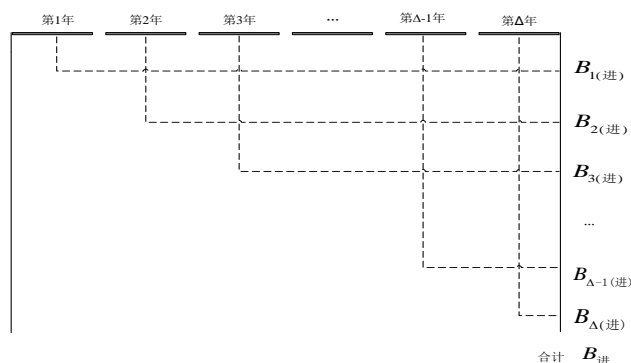 第1年 第2年 第3年 ... 第Δ-1年 第Δ年
B1(进)
B2(进)
B3(进)
...
BΔ-1(进)
BΔ(进)
合计 B进